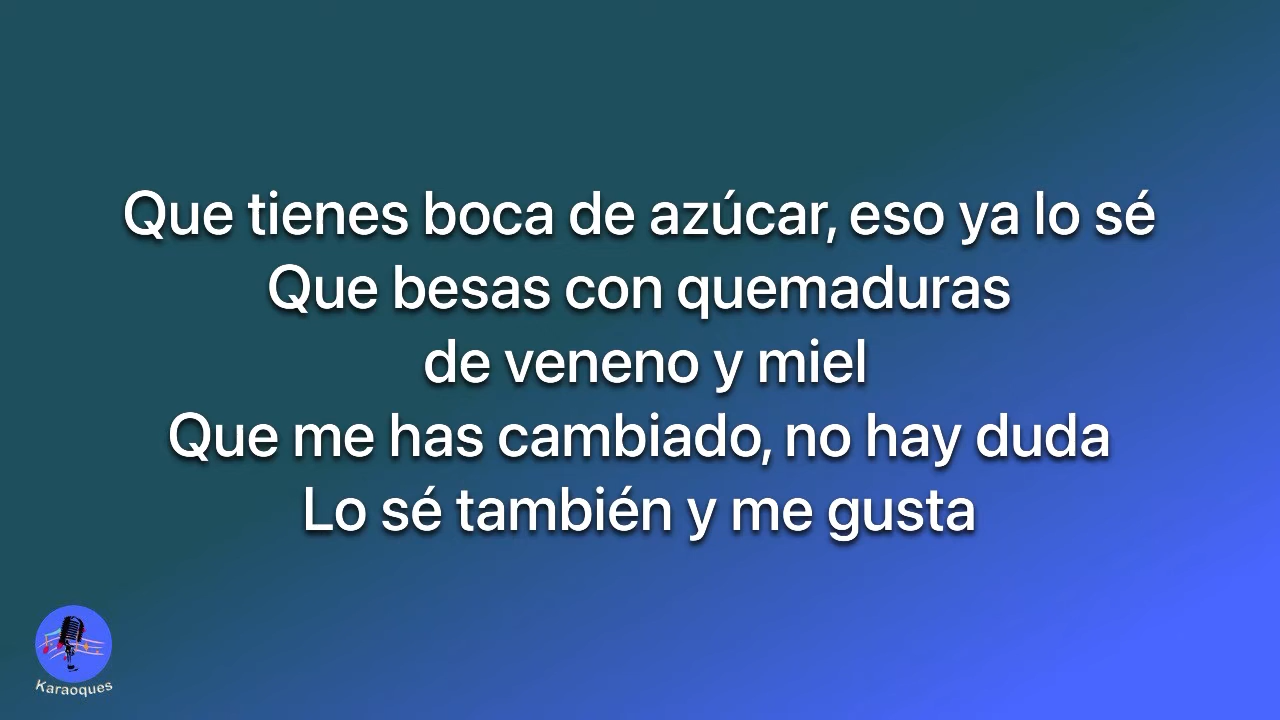 Que tienes boca de azúcar, eso ya lo sé
Que besas con quemaduras
de veneno y miel
Que me has cambiado, no hay duda
Lo sé también y me gusta
Karaoques